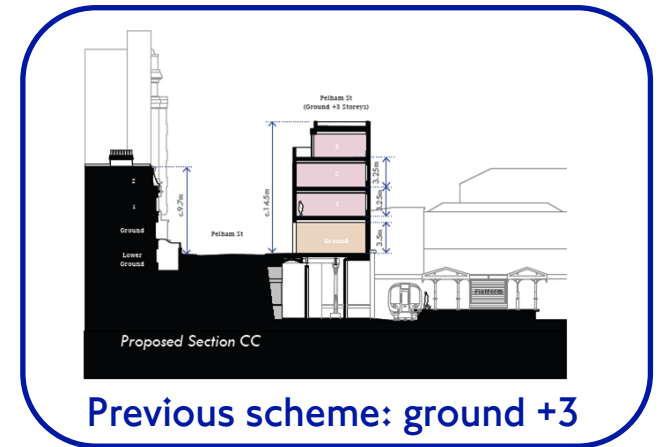 Pelham St
(Ground +3 Storeys)
3
2
1
Ground
2
1
Ground
Lower
Ground
c.9.7m
Pelham St
c.14.5m
3.25m
3.25m
3.5m
Platform
Proposed Section CC
Previous scheme: ground +3